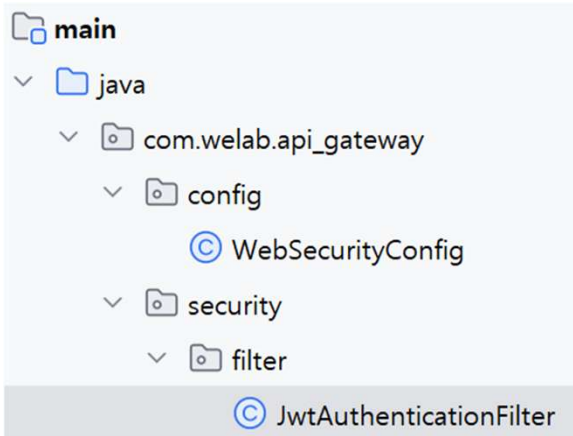 main
java
com.welab.api_gateway
config
C WebSecurityConfig
security
filter
C JwtAuthenticationFilter